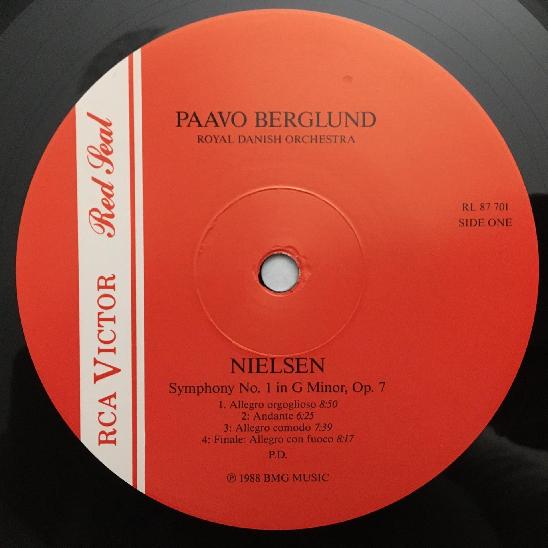 RCA VICTOR Red Seal
PAAVO BERGLUND
ROYAL DANISH ORCHESTRA
RL 87 701
SIDE ONE
NIELSEN
Symphony No. 1 in G Minor, Op. 7
1: Allegro orgoglioso 8:50
2: Andante 6:25
3: Allegro comodo 7:39
4: Finale: Allegro con fuoco 8:17
P.D.
℗ 1988 BMG MUSIC